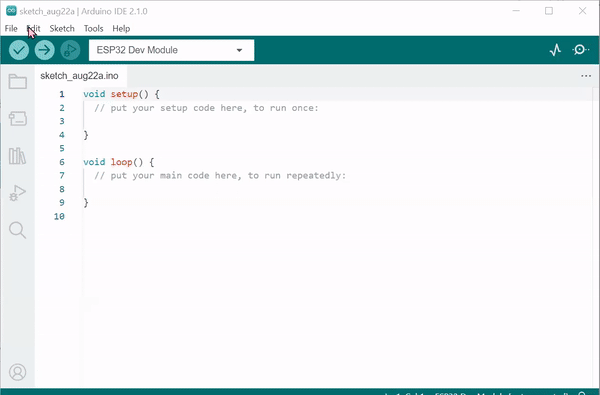 sketch_aug22a | Arduino IDE 2.1.0
File Edit Sketch Tools Help
ESP32 Dev Module
sketch_aug22a.ino
1 void setup() {
2 // put your setup code here, to run once:
3
4 }
5
6 void loop() {
7 // put your main code here, to run repeatedly:
8
9 }
10